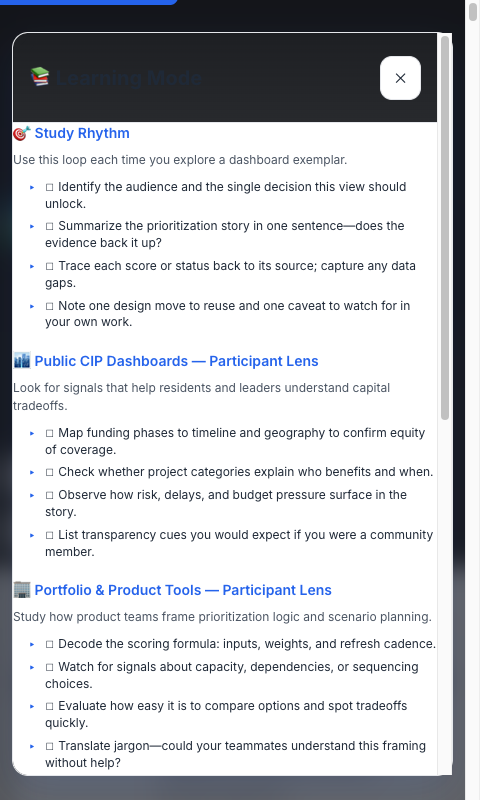 📚 Learning Mode
×
🎯 Study Rhythm
Use this loop each time you explore a dashboard exemplar.
▸ ☐ Identify the audience and the single decision this view should
unlock.
▸ ☐ Summarize the prioritization story in one sentence—does the
evidence back it up?
▸ ☐ Trace each score or status back to its source; capture any data
gaps.
▸ ☐ Note one design move to reuse and one caveat to watch for in
your own work.
🏙️ Public CIP Dashboards — Participant Lens
Look for signals that help residents and leaders understand capital
tradeoffs.
▸ ☐ Map funding phases to timeline and geography to confirm equity
of coverage.
▸ ☐ Check whether project categories explain who benefits and when.
▸ ☐ Observe how risk, delays, and budget pressure surface in the
story.
▸ ☐ List transparency cues you would expect if you were a community
member.
🏢 Portfolio & Product Tools — Participant Lens
Study how product teams frame prioritization logic and scenario planning.
▸ ☐ Decode the scoring formula: inputs, weights, and refresh cadence.
▸ ☐ Watch for signals about capacity, dependencies, or sequencing
choices.
▸ ☐ Evaluate how easy it is to compare options and spot tradeoffs
quickly.
▸ ☐ Translate jargon—could your teammates understand this framing
without help?